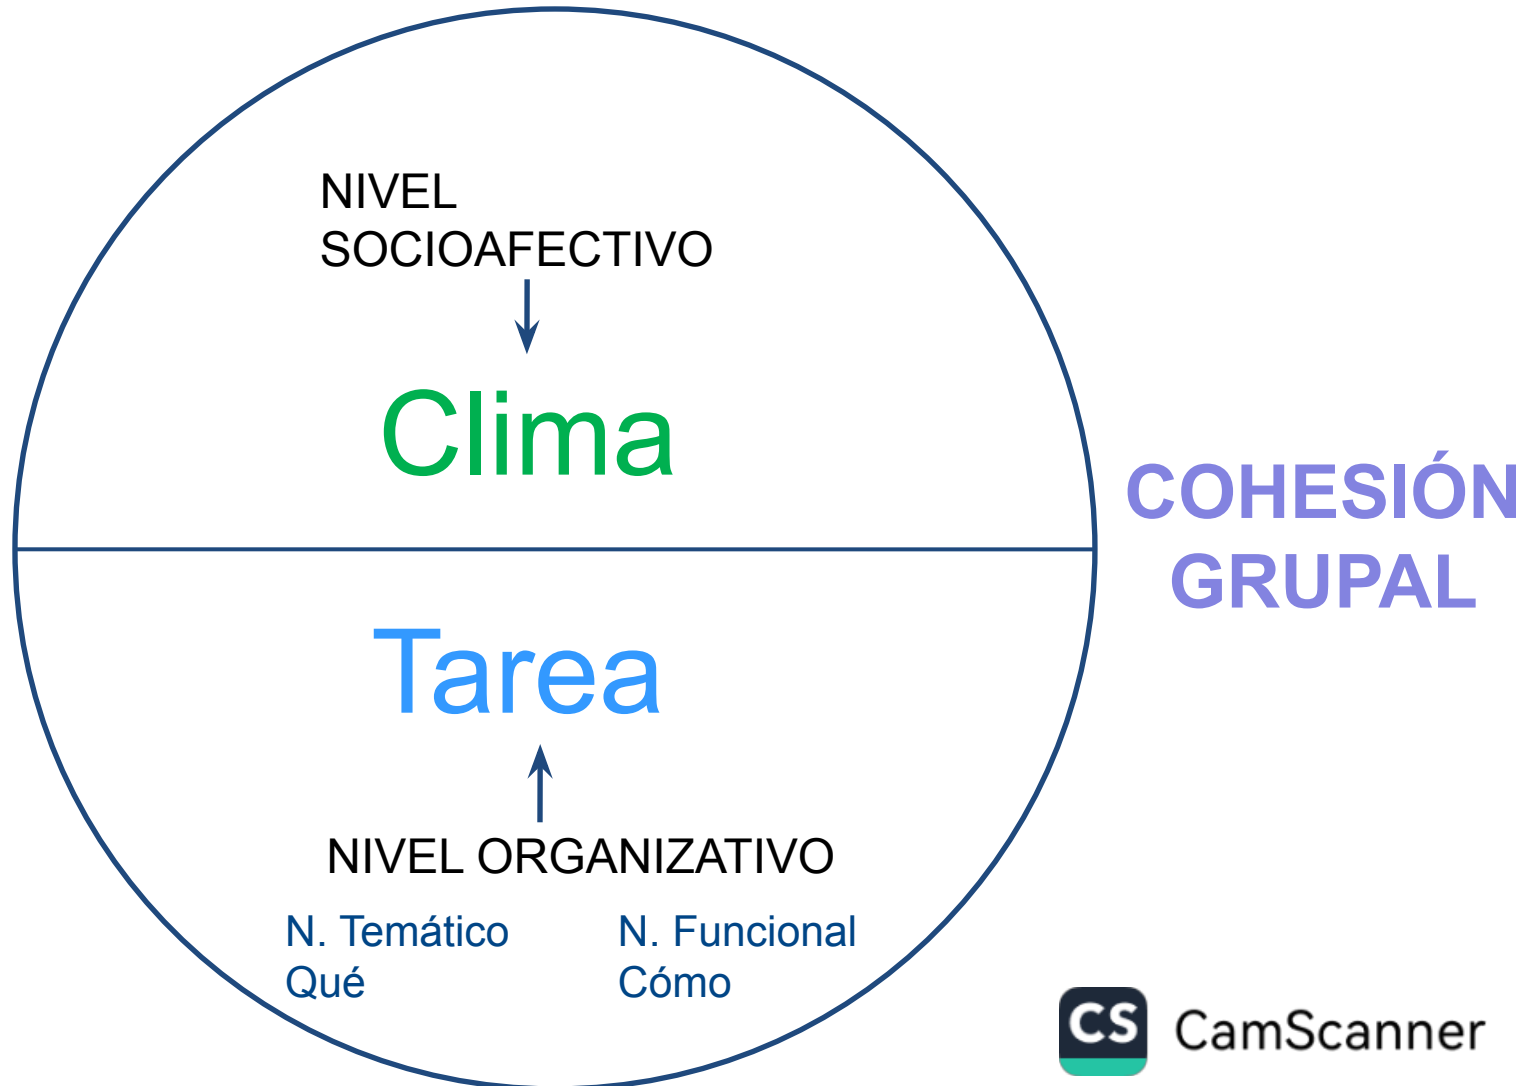 NIVEL
SOCIOAFECTIVO
Clima
COHESIÓN
GRUPAL
Tarea
NIVEL ORGANIZATIVO
N. Temático
Qué
N. Funcional
Cómo
CS CamScanner